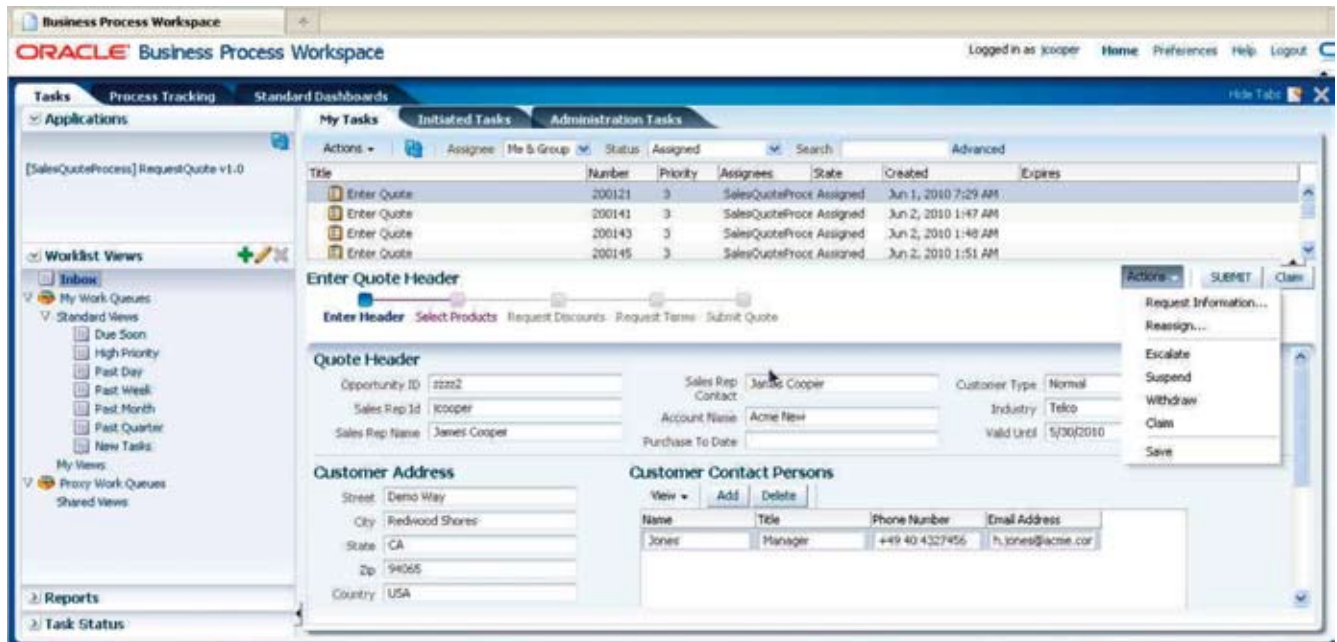 Business Process Workspace
ORACLE Business Process Workspace
Logged in as jcooper Home Preferences Help Logout
Tasks Process Tracking Standard Dashboards
Hide Tabs
Applications
[SalesQuoteProcess] RequestQuote v1.0
Worklist Views
Inbox
My Work Queues
Standard Views
Due Soon
High Priority
Past Day
Past Week
Past Month
Past Quarter
New Tasks
My Views
Proxy Work Queues
Shared Views
Reports
Task Status
My Tasks Initiated Tasks Administration Tasks
Actions Assignee Me & Group Status Assigned Search Advanced
Title Number Priority Assignees State Created Expires
Enter Quote 200121 3 SalesQuoteProce Assigned Jun 1, 2010 7:29 AM
Enter Quote 200141 3 SalesQuoteProce Assigned Jun 2, 2010 1:47 AM
Enter Quote 200143 3 SalesQuoteProce Assigned Jun 2, 2010 1:48 AM
Enter Quote 200145 3 SalesQuoteProce Assigned Jun 2, 2010 1:51 AM
Enter Quote Header
Actions SUBMIT Claim
Request Information...
Reassign...
Escalate
Suspend
Withdraw
Claim
Save
Enter Header Select Products Request Discounts Request Terms Submit Quote
Quote Header
Opportunity ID zzzz2
Sales Rep Id jcooper
Sales Rep Name James Cooper
Sales Rep Contact James Cooper
Account Name Acme New
Purchase To Date
Customer Type Normal
Industry Telco
Valid Until 5/30/2010
Customer Address
Street Demo Way
City Redwood Shores
State CA
Zip 94065
Country USA
Customer Contact Persons
View Add Delete
Name Title Phone Number Email Address
Jones Manager +49 40 4327456 h.jones@acme.cor